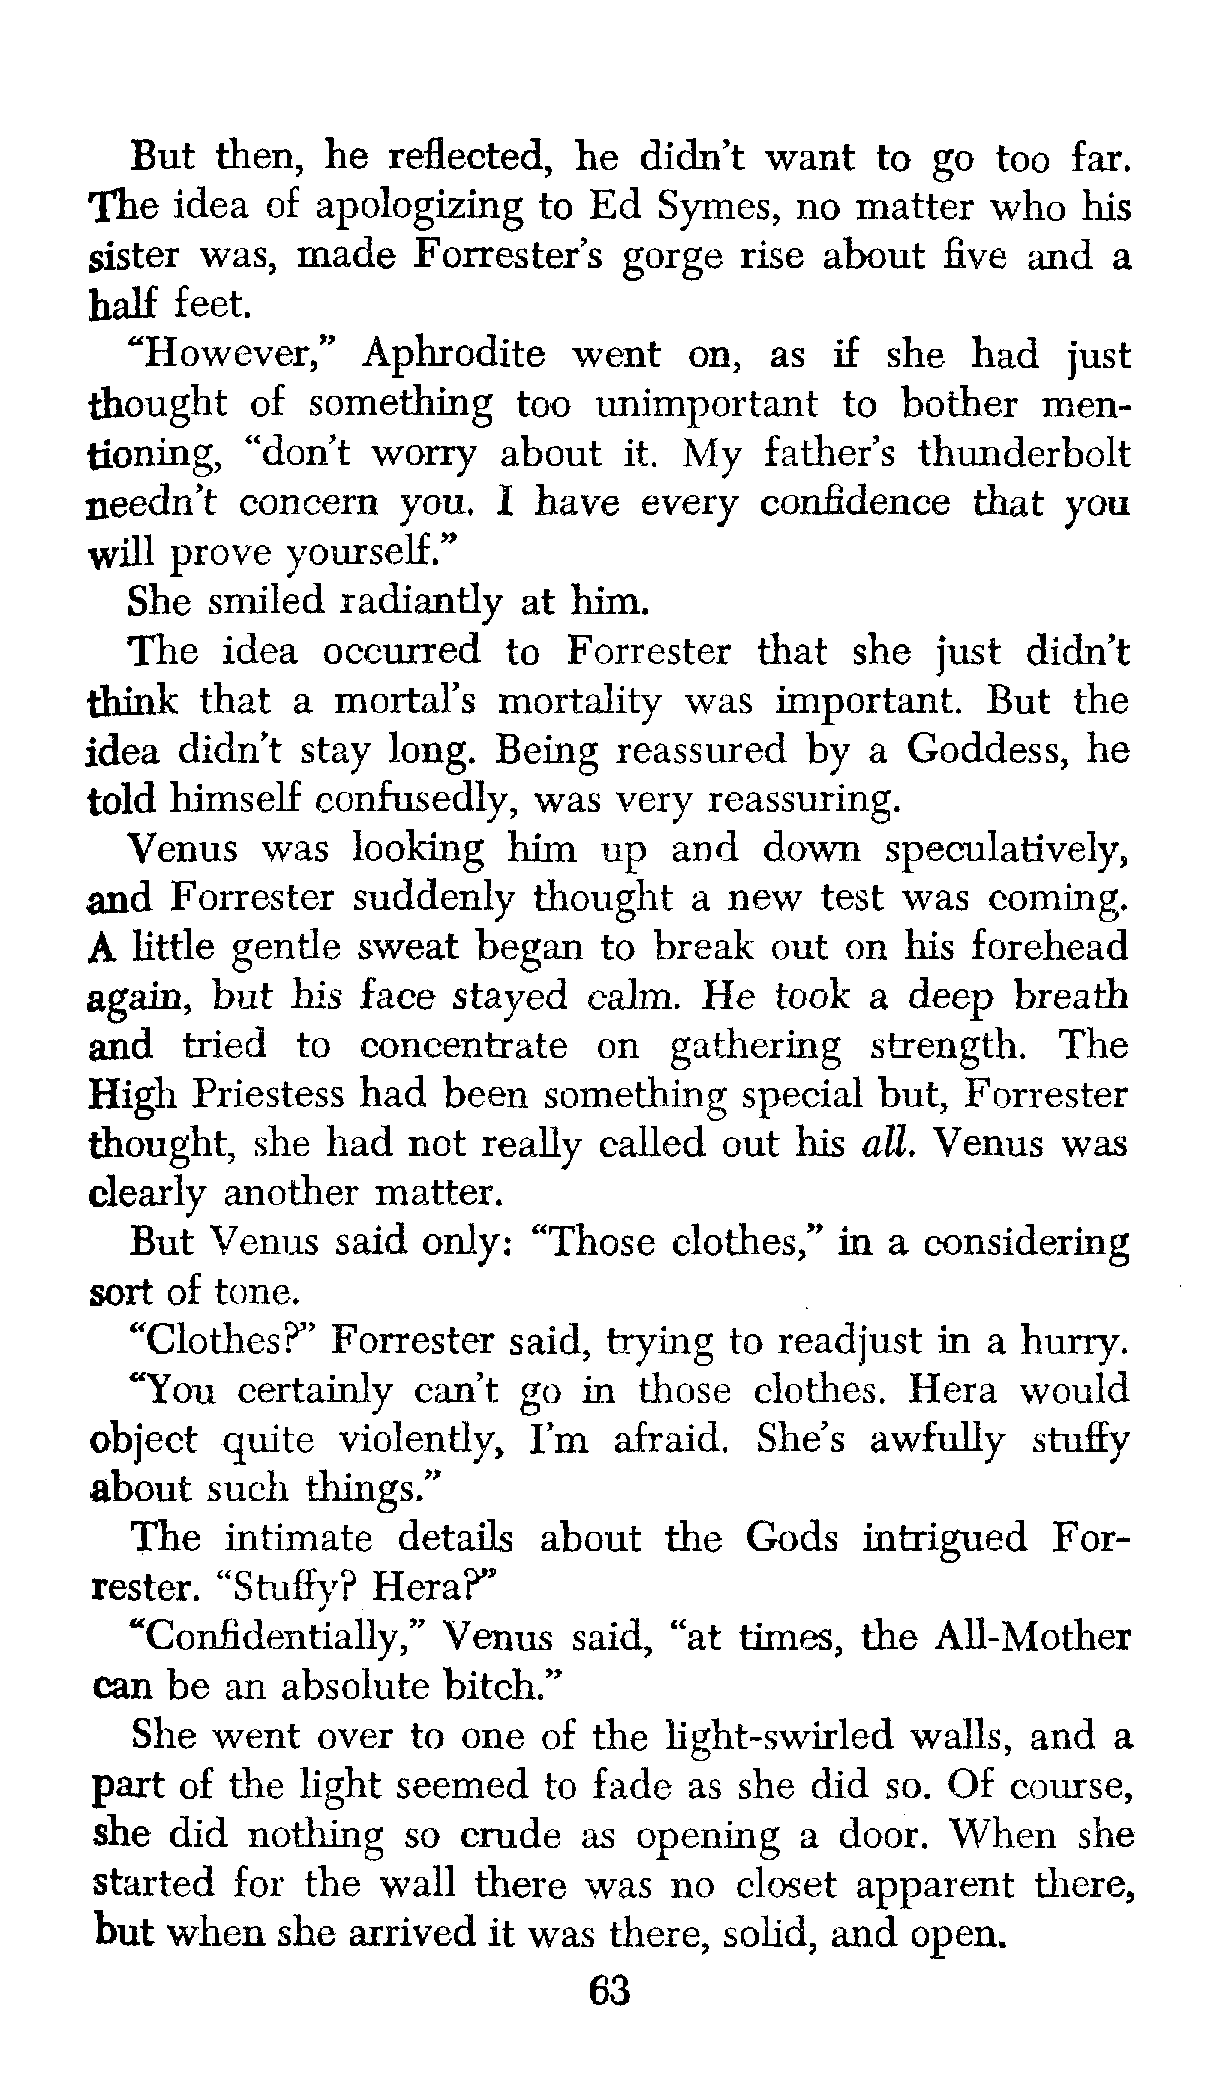 But then, he reflected, he didn't want to go too far.
The idea of apologizing to Ed Symes, no matter who his
sister was, made Forrester's gorge rise about five and a
half feet.
“However,” Aphrodite went on, as if she had just
thought of something too unimportant to bother men-
tioning, “don't worry about it. My father's thunderbolt
needn't concern you. I have every confidence that you
will prove yourself.”
She smiled radiantly at him.
The idea occurred to Forrester that she just didn't
think that a mortal's mortality was important. But the
idea didn't stay long. Being reassured by a Goddess, he
told himself confusedly, was very reassuring.
Venus was looking him up and down speculatively,
and Forrester suddenly thought a new test was coming.
A little gentle sweat began to break out on his forehead
again, but his face stayed calm. He took a deep breath
and tried to concentrate on gathering strength. The
High Priestess had been something special but, Forrester
thought, she had not really called out his all. Venus was
clearly another matter.
But Venus said only: “Those clothes,” in a considering
sort of tone.
“Clothes?” Forrester said, trying to readjust in a hurry.
“You certainly can't go in those clothes. Hera would
object quite violently, I'm afraid. She's awfully stuffy
about such things.”
The intimate details about the Gods intrigued For-
rester. “Stuffy? Hera?”
“Confidentially,” Venus said, “at times, the All-Mother
can be an absolute bitch.”
She went over to one of the light-swirled walls, and a
part of the light seemed to fade as she did so. Of course,
she did nothing so crude as opening a door. When she
started for the wall there was no closet apparent there,
but when she arrived it was there, solid, and open.
63